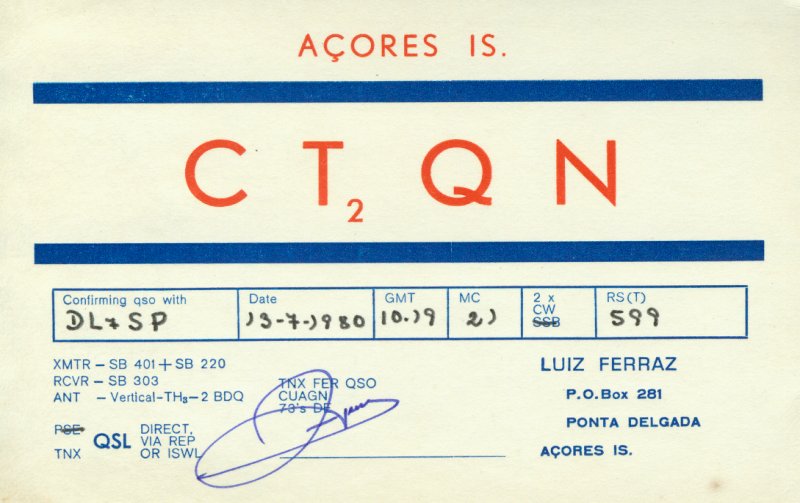 AÇORES IS.
CT2QN
Confirming qso with Date GMT MC 2 x CW SSB RS(T)
DL7SP 13-7-1980 10.19 21 599
XMTR – SB 401 + SB 220
RCVR – SB 303
ANT – Vertical-TH3-2 BDQ
TNX FER QSO
CUAGN
73's DE
PSE QSL DIRECT,
VIA REP
TNX OR ISWL
LUIZ FERRAZ
P.O.Box 281
PONTA DELGADA
AÇORES IS.